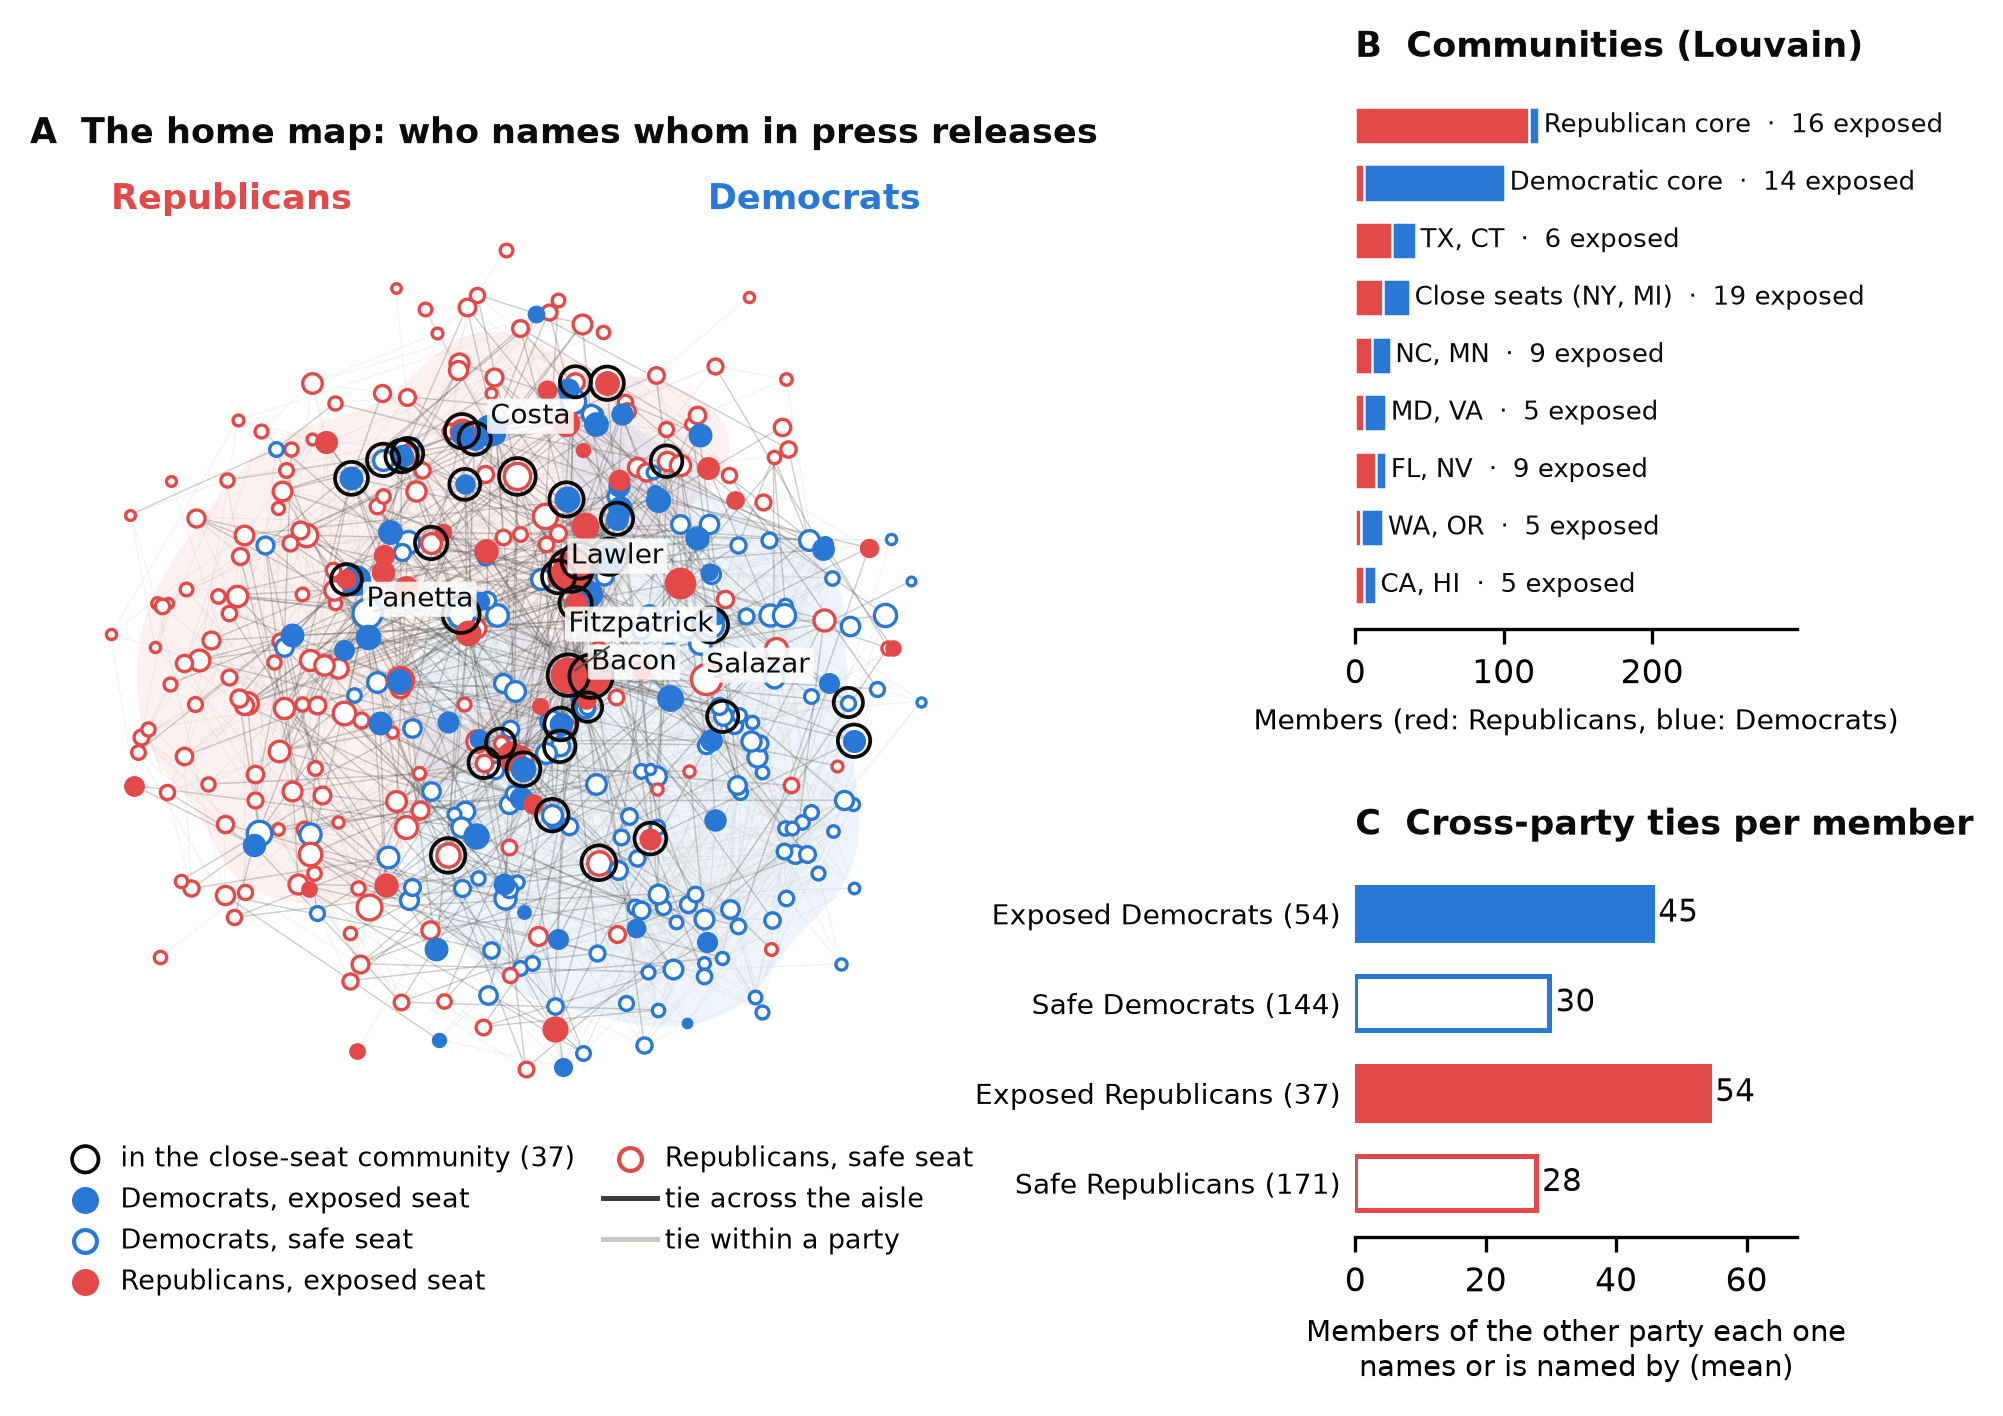 A The home map: who names whom in press releases
Republicans
Democrats
Costa
Lawler
Panetta
Fitzpatrick
Bacon
Salazar
in the close-seat community (37)
Democrats, exposed seat
Democrats, safe seat
Republicans, exposed seat
Republicans, safe seat
tie across the aisle
tie within a party
B Communities (Louvain)
Republican core · 16 exposed
Democratic core · 14 exposed
TX, CT · 6 exposed
Close seats (NY, MI) · 19 exposed
NC, MN · 9 exposed
MD, VA · 5 exposed
FL, NV · 9 exposed
WA, OR · 5 exposed
CA, HI · 5 exposed
0 100 200
Members (red: Republicans, blue: Democrats)
C Cross-party ties per member
Exposed Democrats (54) 45
Safe Democrats (144) 30
Exposed Republicans (37) 54
Safe Republicans (171) 28
0 20 40 60
Members of the other party each one
names or is named by (mean)